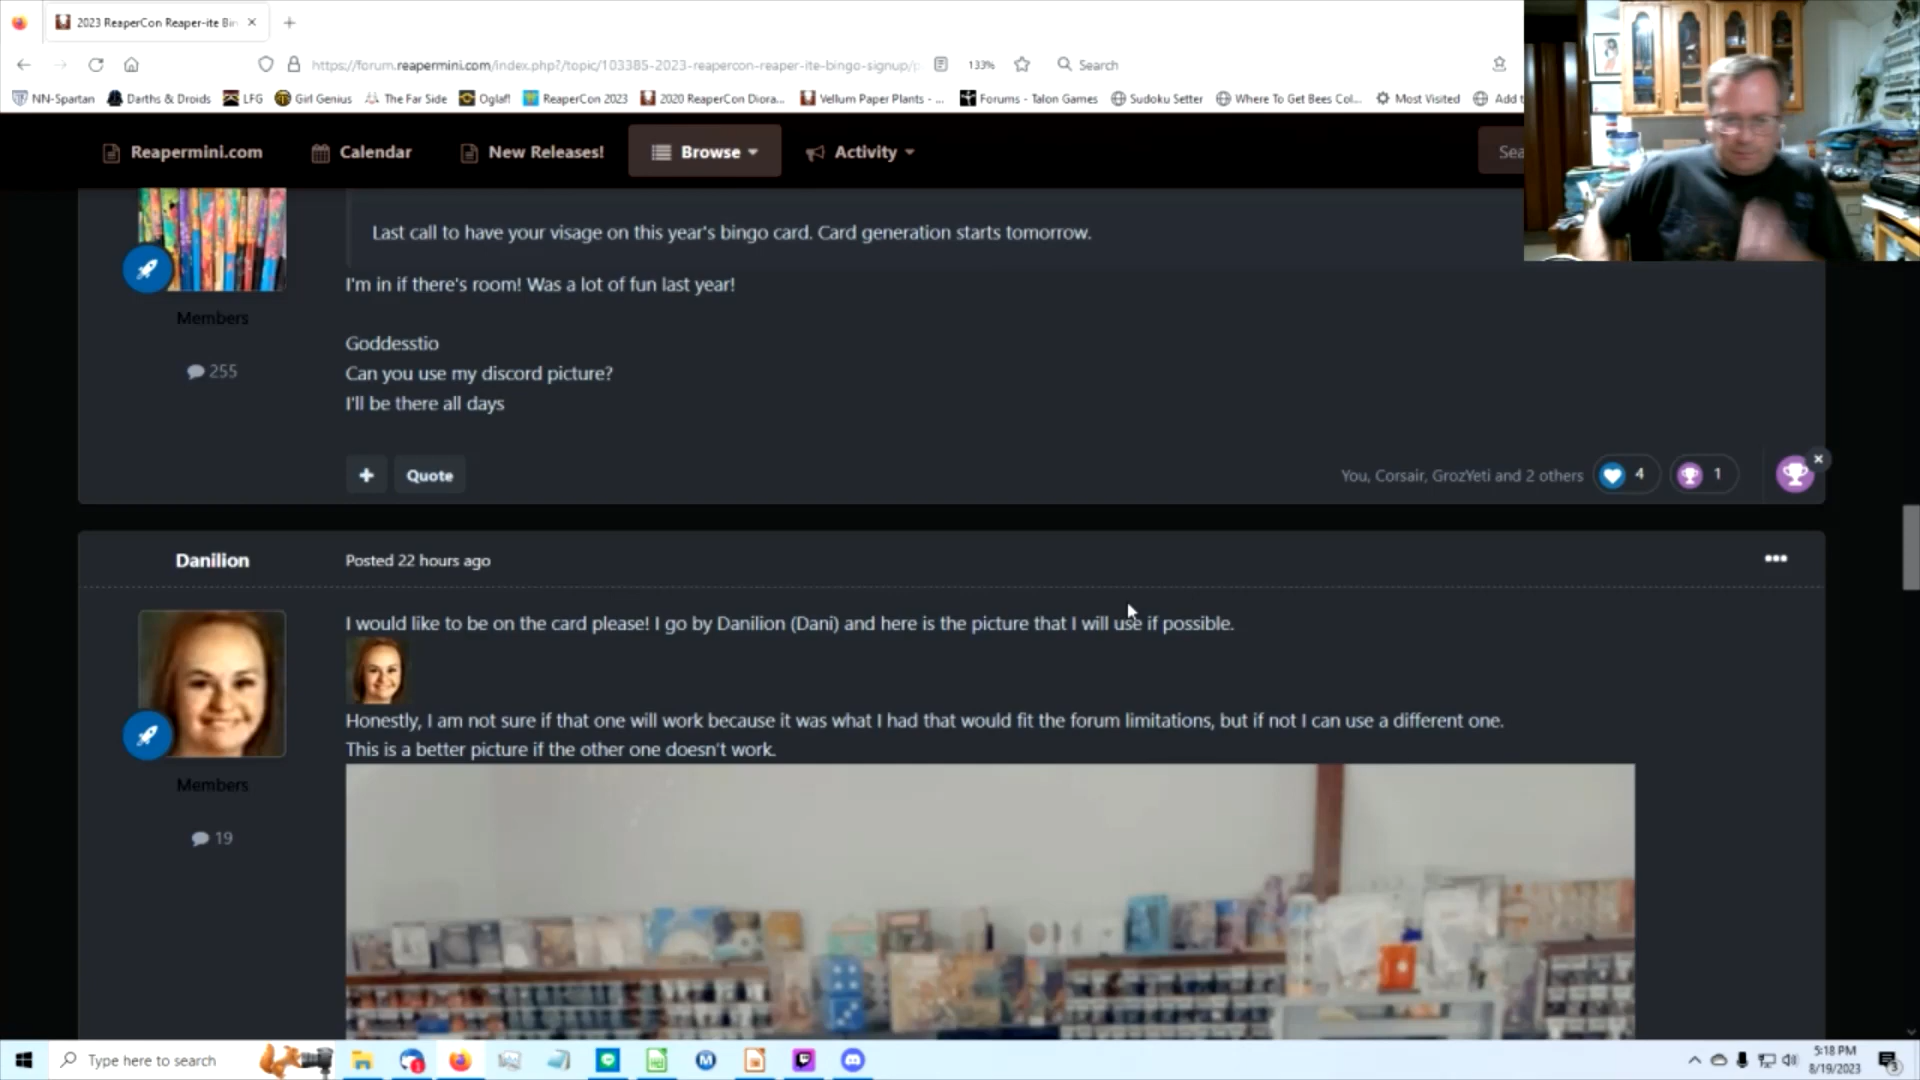 2023 ReaperCon Reaper-ite Bin
https://forum.reapermini.com/index.php?/topic/103385-2023-reapercon-reaper-ite-bingo-signup/p
133%
Search
NN-Spartan
Darths & Droids
LFG
Girl Genius
The Far Side
Oglaf!
ReaperCon 2023
2020 ReaperCon Diora...
Vellum Paper Plants - ...
Forums - Talon Games
Sudoku Setter
Where To Get Bees Col...
Most Visited
Add t
Reapermini.com
Calendar
New Releases!
Browse
Activity
Sea
Last call to have your visage on this year's bingo card. Card generation starts tomorrow.
I'm in if there's room! Was a lot of fun last year!
Members
Goddesstio
255
Can you use my discord picture?
I'll be there all days
+ Quote
You, Corsair, GrozYeti and 2 others
4
1
Danilion
Posted 22 hours ago
I would like to be on the card please! I go by Danilion (Dani) and here is the picture that I will use if possible.
Honestly, I am not sure if that one will work because it was what I had that would fit the forum limitations, but if not I can use a different one.
This is a better picture if the other one doesn't work.
Members
19
Type here to search
5:18 PM
8/19/2023
3